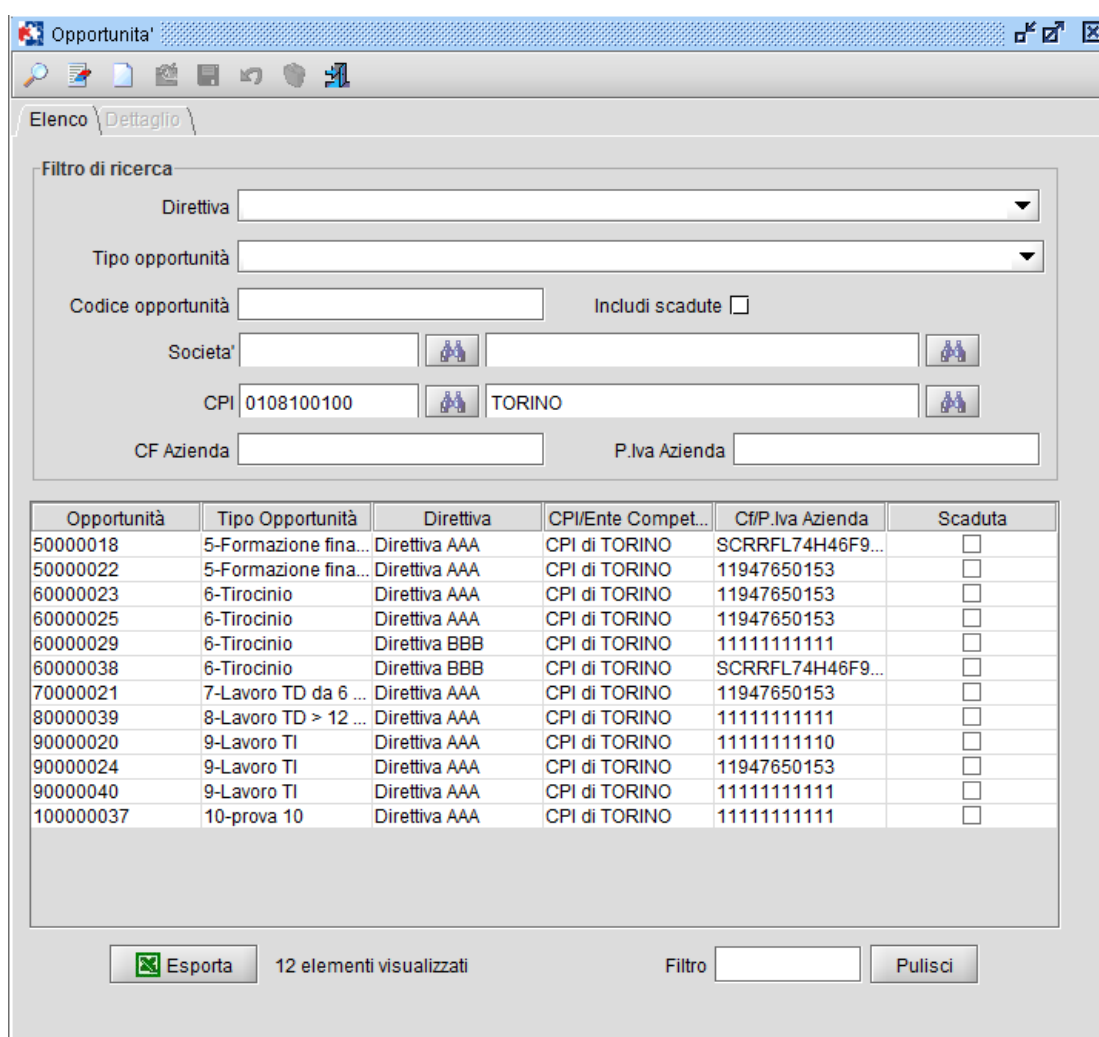 Opportunita'
Elenco Dettaglio
Filtro di ricerca
Direttiva
Tipo opportunità
Codice opportunità Includi scadute
Societa'
CPI 0108100100 TORINO
CF Azienda P.Iva Azienda
Opportunità Tipo Opportunità Direttiva CPI/Ente Compet... Cf/P.Iva Azienda Scaduta
50000018 5-Formazione fina... Direttiva AAA CPI di TORINO SCRRFL74H46F9...
50000022 5-Formazione fina... Direttiva AAA CPI di TORINO 11947650153
60000023 6-Tirocinio Direttiva AAA CPI di TORINO 11947650153
60000025 6-Tirocinio Direttiva AAA CPI di TORINO 11947650153
60000029 6-Tirocinio Direttiva BBB CPI di TORINO 11111111111
60000038 6-Tirocinio Direttiva BBB CPI di TORINO SCRRFL74H46F9...
70000021 7-Lavoro TD da 6 ... Direttiva AAA CPI di TORINO 11947650153
80000039 8-Lavoro TD > 12 ... Direttiva AAA CPI di TORINO 11111111111
90000020 9-Lavoro TI Direttiva AAA CPI di TORINO 11111111110
90000024 9-Lavoro TI Direttiva AAA CPI di TORINO 11947650153
90000040 9-Lavoro TI Direttiva AAA CPI di TORINO 11111111111
100000037 10-prova 10 Direttiva AAA CPI di TORINO 11111111111
Esporta 12 elementi visualizzati Filtro Pulisci